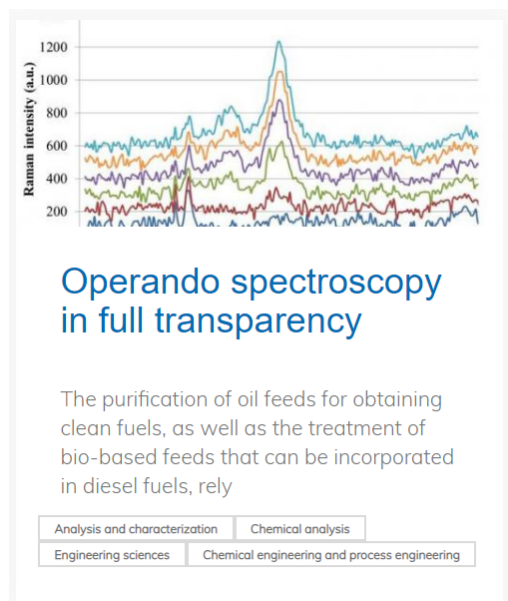 1200
1000
800
600
400
200
Raman intensity (a.u.)
Operando spectroscopy
in full transparency
The purification of oil feeds for obtaining
clean fuels, as well as the treatment of
bio-based feeds that can be incorporated
in diesel fuels, rely
Analysis and characterization
Chemical analysis
Engineering sciences
Chemical engineering and process engineering